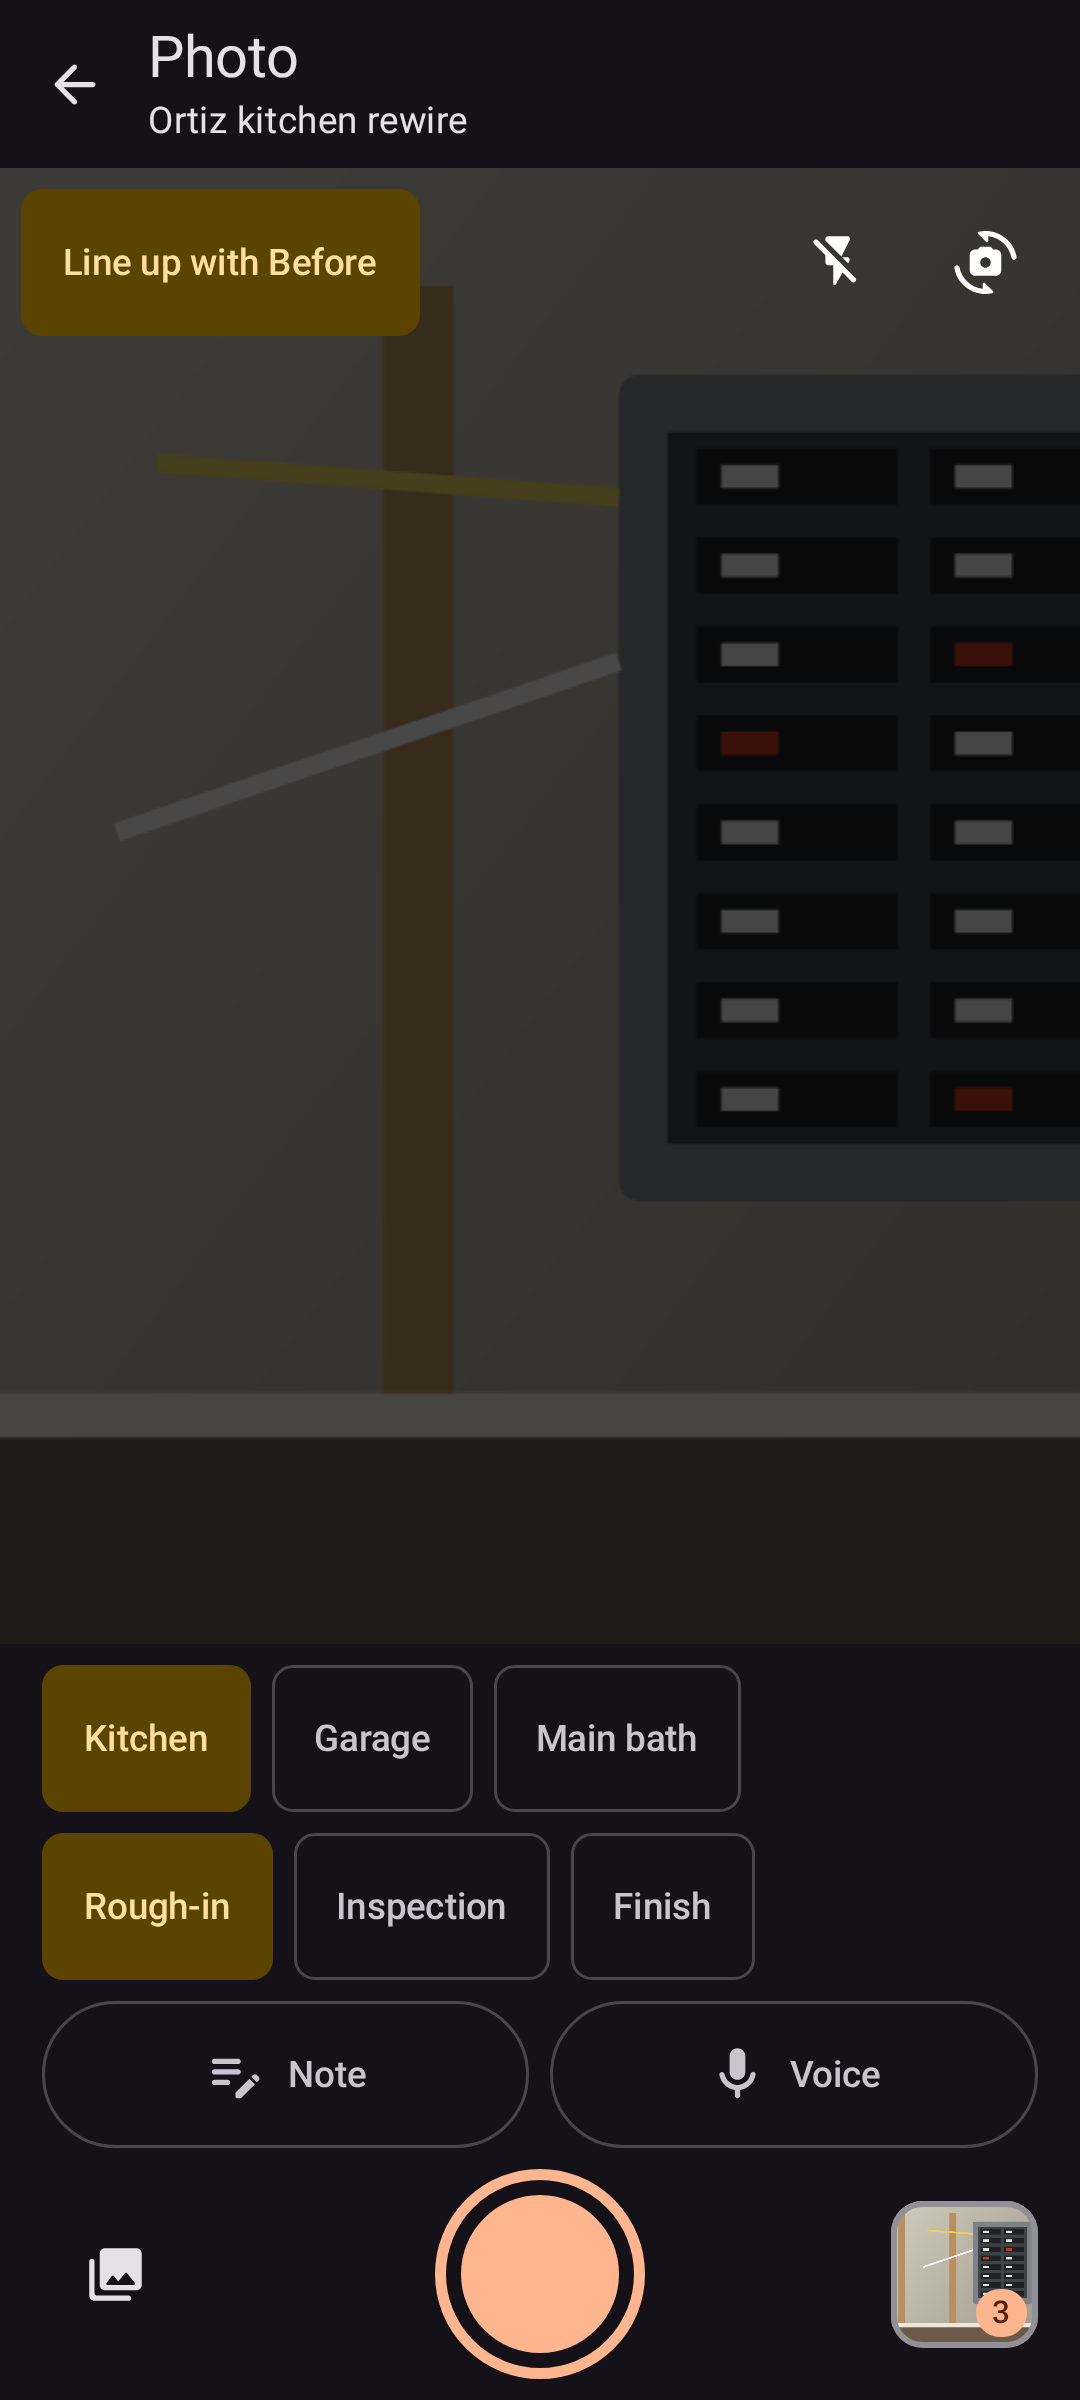 Photo
Ortiz kitchen rewire
Line up with Before
Kitchen
Garage
Main bath
Rough-in
Inspection
Finish
Note
Voice
3